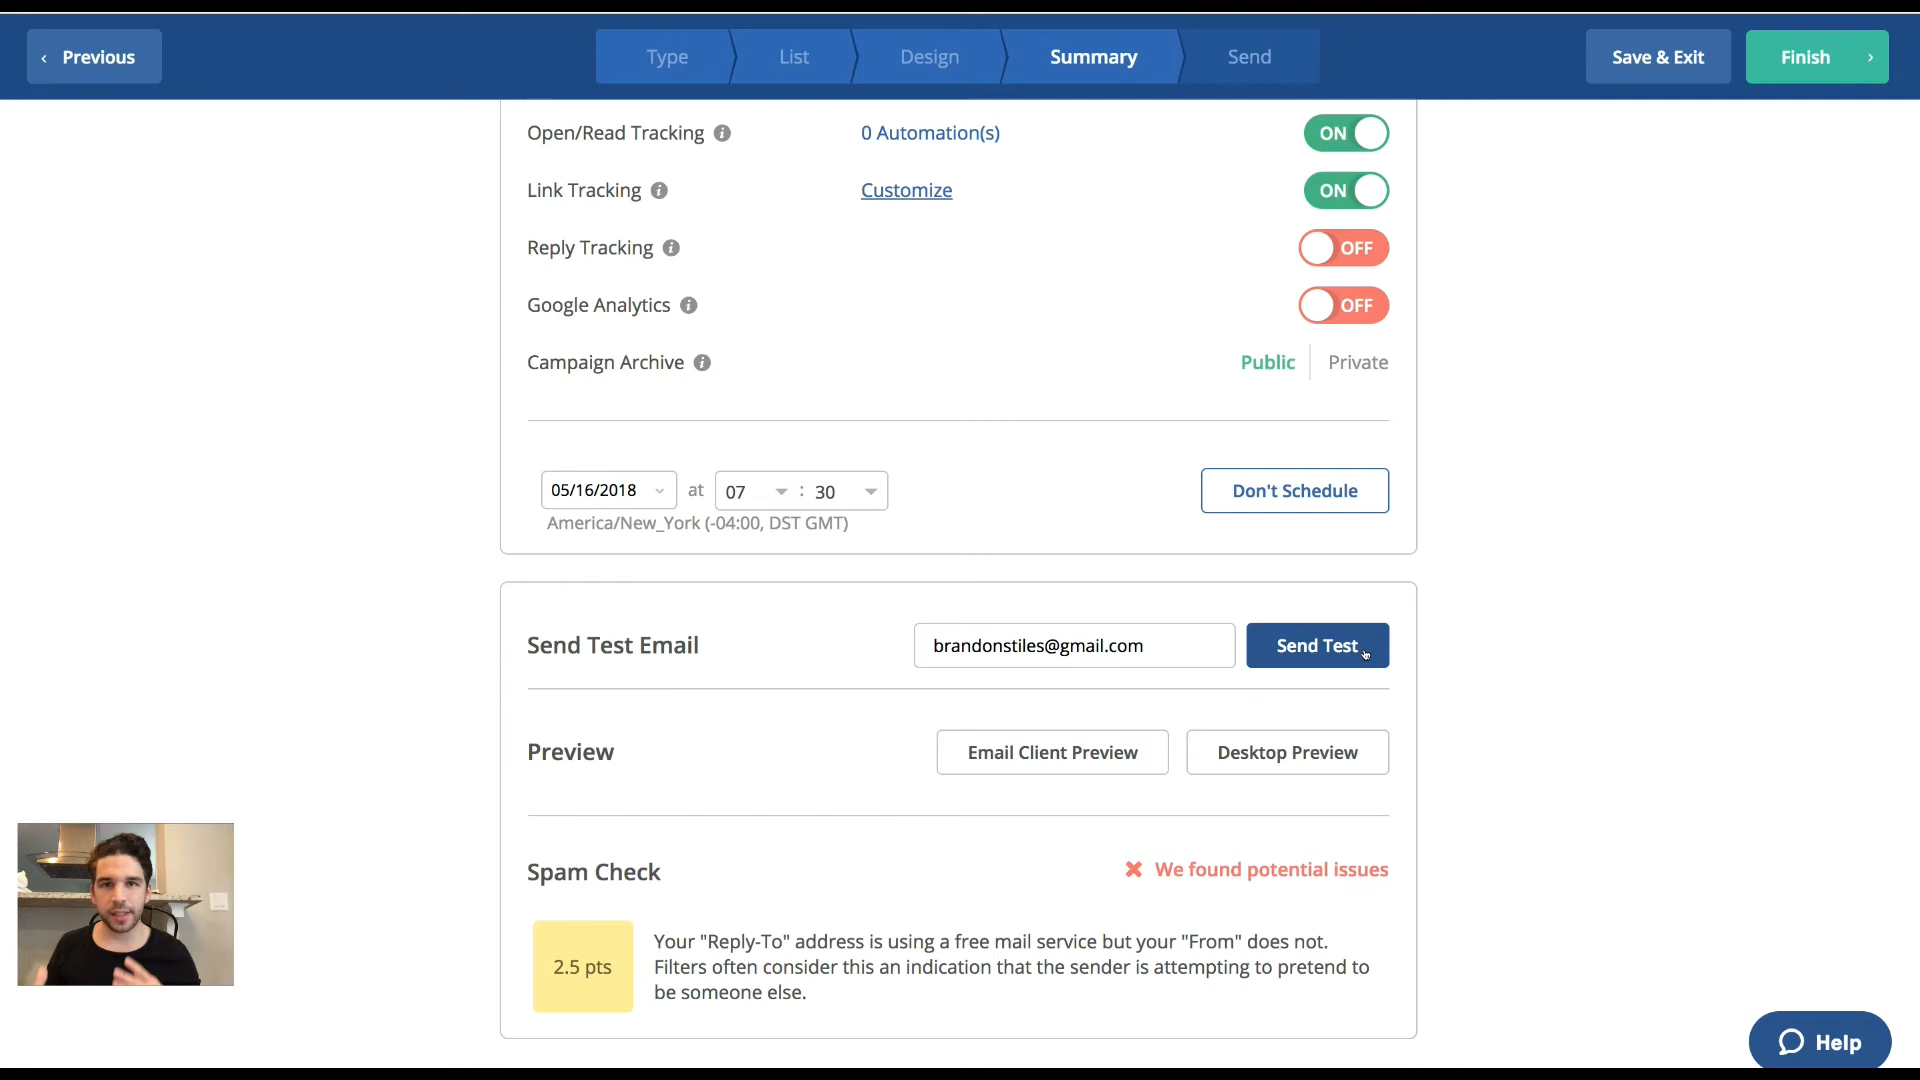 Previous
Type
List
Design
Summary
Send
Save & Exit
Finish
Open/Read Tracking
0 Automation(s)
ON
Link Tracking
Customize
ON
Reply Tracking
OFF
Google Analytics
OFF
Campaign Archive
Public
Private
05/16/2018
at
07
:
30
America/New_York (-04:00, DST GMT)
Don't Schedule
Send Test Email
brandonstiles@gmail.com
Send Test
Preview
Email Client Preview
Desktop Preview
Spam Check
We found potential issues
2.5 pts
Your "Reply-To" address is using a free mail service but your "From" does not.
Filters often consider this an indication that the sender is attempting to pretend to
be someone else.
Help